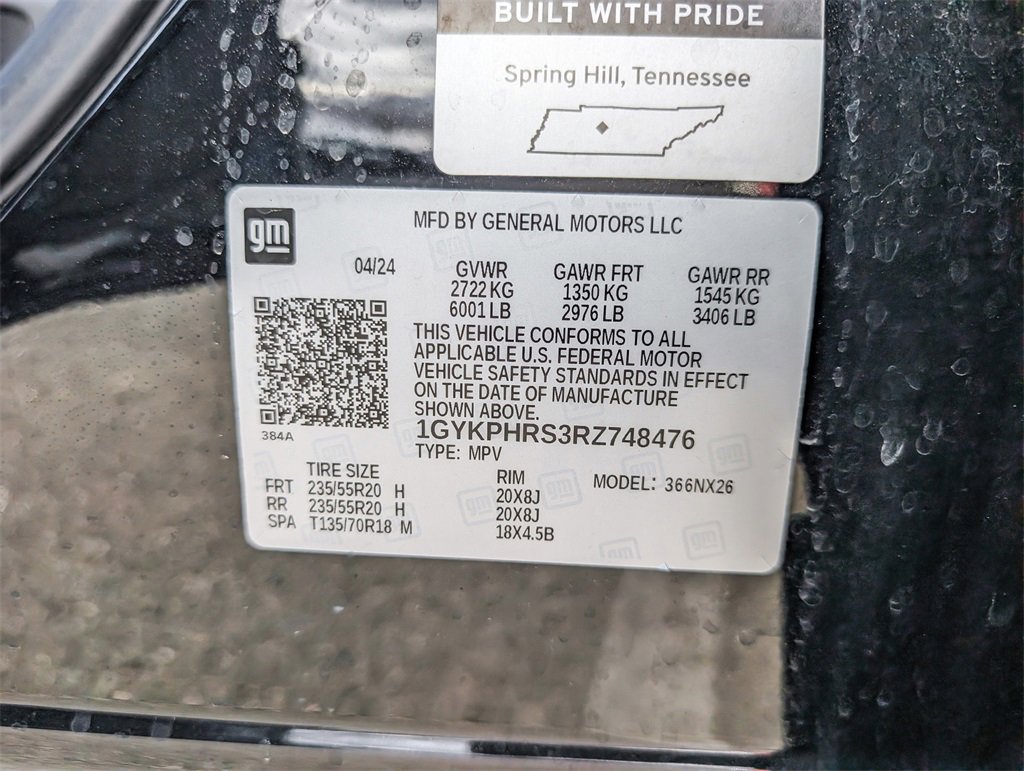 BUILT WITH PRIDE
Spring Hill, Tennessee
gm
MFD BY GENERAL MOTORS LLC
04/24
GVWR GAWR FRT GAWR RR
2722 KG 1350 KG 1545 KG
6001 LB 2976 LB 3406 LB
THIS VEHICLE CONFORMS TO ALL
APPLICABLE U.S. FEDERAL MOTOR
VEHICLE SAFETY STANDARDS IN EFFECT
ON THE DATE OF MANUFACTURE
SHOWN ABOVE.
384A
1GYKPHRS3RZ748476
TYPE: MPV
TIRE SIZE RIM MODEL: 366NX26
FRT 235/55R20 H 20X8J
RR 235/55R20 H 20X8J
SPA T135/70R18 M 18X4.5B